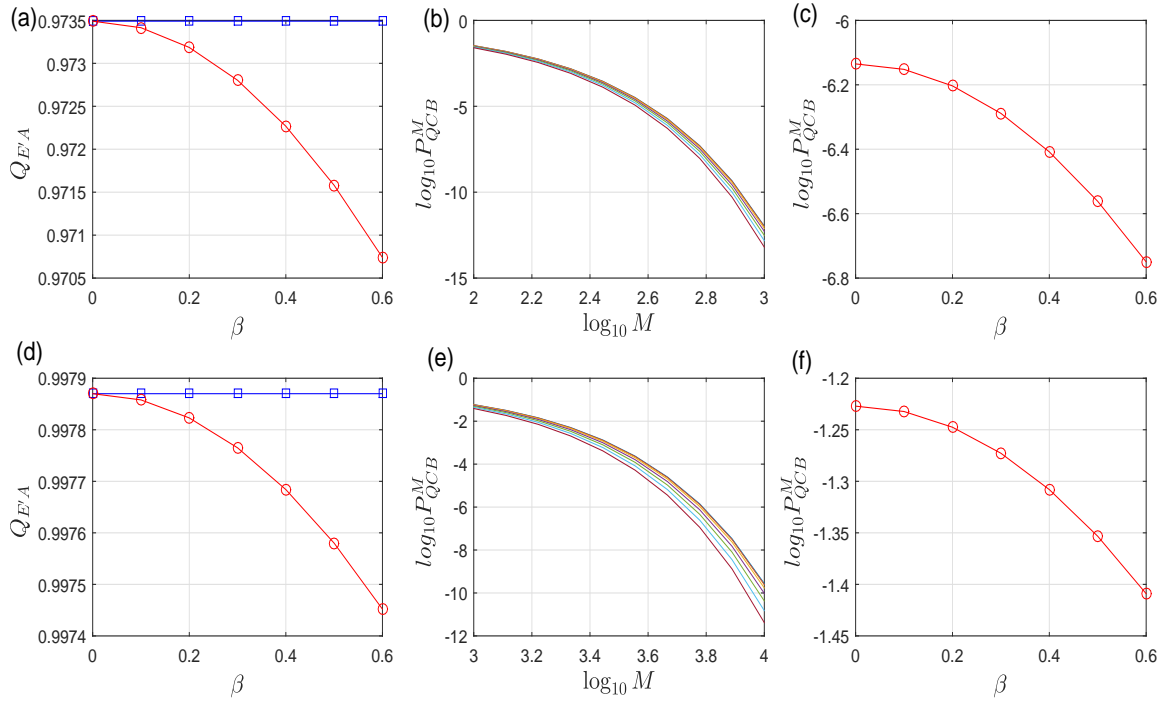 (a)
0.9735
0.973
0.9725
0.972
0.9715
0.971
0.9705
Q_{E'A}
0 0.2 0.4 0.6
β
(b)
0
-5
-10
-15
log_{10} P_{QCB}^{M}
2 2.2 2.4 2.6 2.8 3
log_{10} M
(c)
-6
-6.2
-6.4
-6.6
-6.8
log_{10} P_{QCB}^{M}
0 0.2 0.4 0.6
β
(d)
0.9979
0.9978
0.9977
0.9976
0.9975
0.9974
Q_{E'A}
0 0.2 0.4 0.6
β
(e)
0
-2
-4
-6
-8
-10
-12
log_{10} P_{QCB}^{M}
3 3.2 3.4 3.6 3.8 4
log_{10} M
(f)
-1.2
-1.25
-1.3
-1.35
-1.4
-1.45
log_{10} P_{QCB}^{M}
0 0.2 0.4 0.6
β